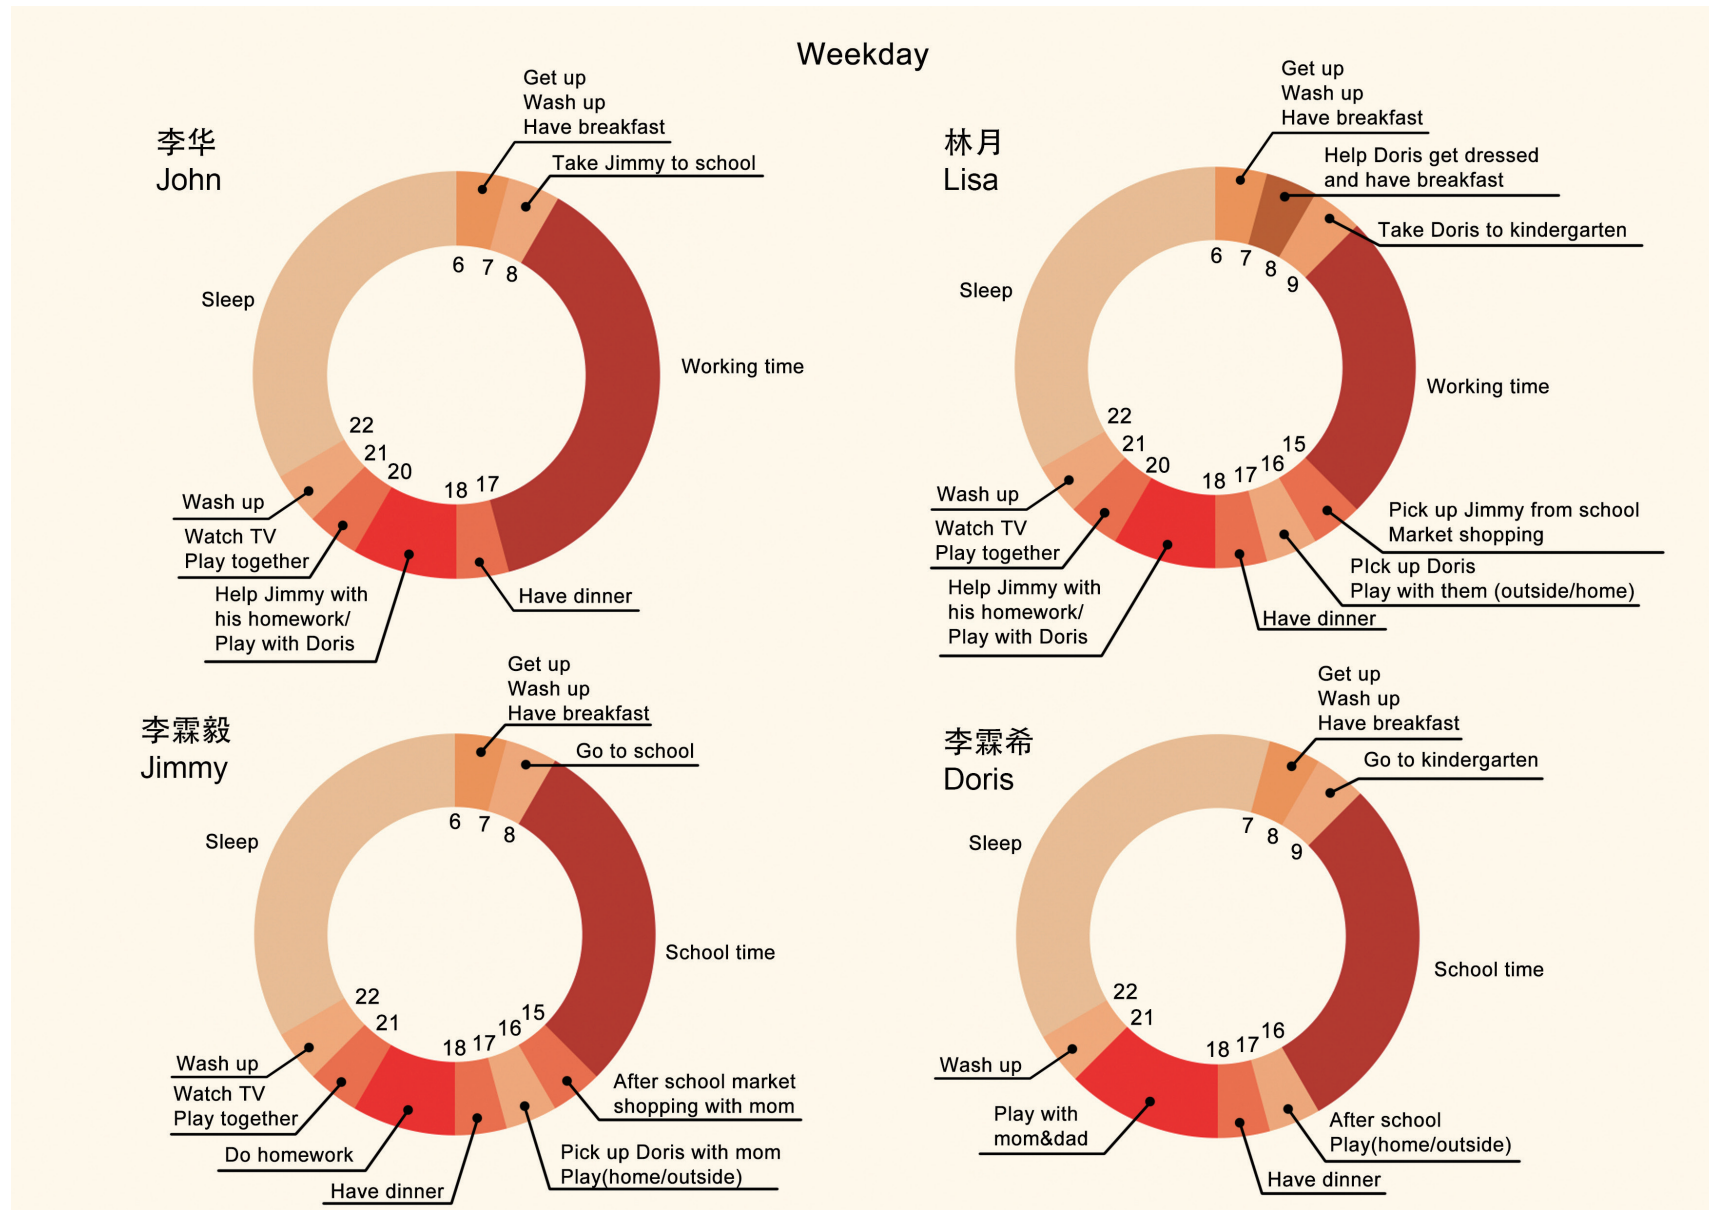 Weekday
李华
John
Get up
Wash up
Have breakfast
Take Jimmy to school
6
7
8
Sleep
Working time
22
21
20
18
17
Wash up
Watch TV
Play together
Help Jimmy with
his homework/
Play with Doris
Have dinner
林月
Lisa
Get up
Wash up
Have breakfast
Help Doris get dressed
and have breakfast
Take Doris to kindergarten
6
7
8
9
Sleep
Working time
22
21
20
18
17
16
15
Wash up
Watch TV
Play together
Help Jimmy with
his homework/
Play with Doris
Pick up Jimmy from school
Market shopping
PIck up Doris
Play with them (outside/home)
Have dinner
李霖毅
Jimmy
Get up
Wash up
Have breakfast
Go to school
6
7
8
Sleep
School time
22
21
18
17
16
15
Wash up
Watch TV
Play together
Do homework
Have dinner
After school market
shopping with mom
Pick up Doris with mom
Play(home/outside)
李霖希
Doris
Get up
Wash up
Have breakfast
Go to kindergarten
7
8
9
Sleep
School time
22
21
18
17
16
Wash up
Play with
mom&dad
After school
Play(home/outside)
Have dinner